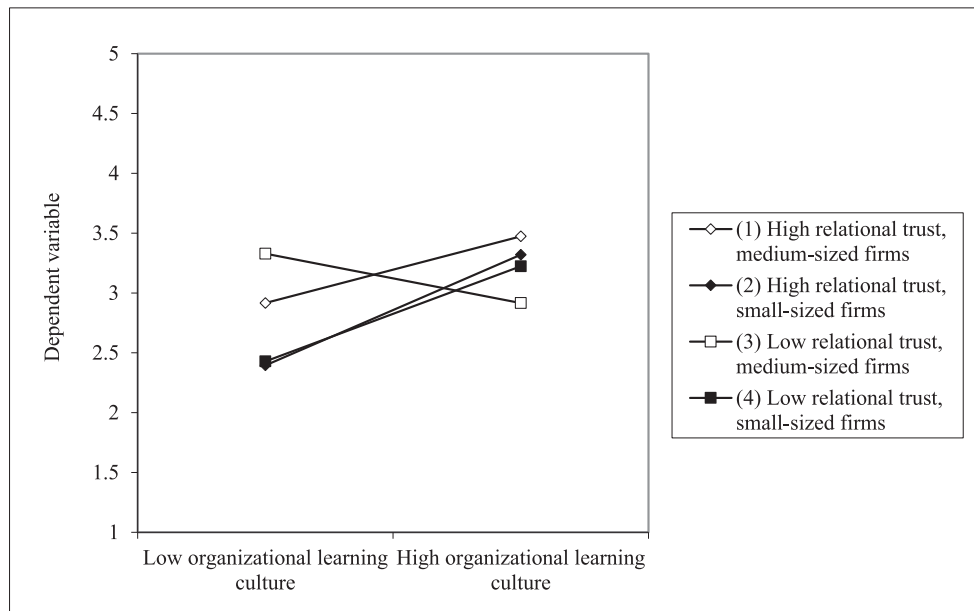 5
4.5
4
3.5
3
2.5
2
1.5
1
Dependent variable
Low organizational learning
culture
High organizational learning
culture
(1) High relational trust,
medium-sized firms
(2) High relational trust,
small-sized firms
(3) Low relational trust,
medium-sized firms
(4) Low relational trust,
small-sized firms